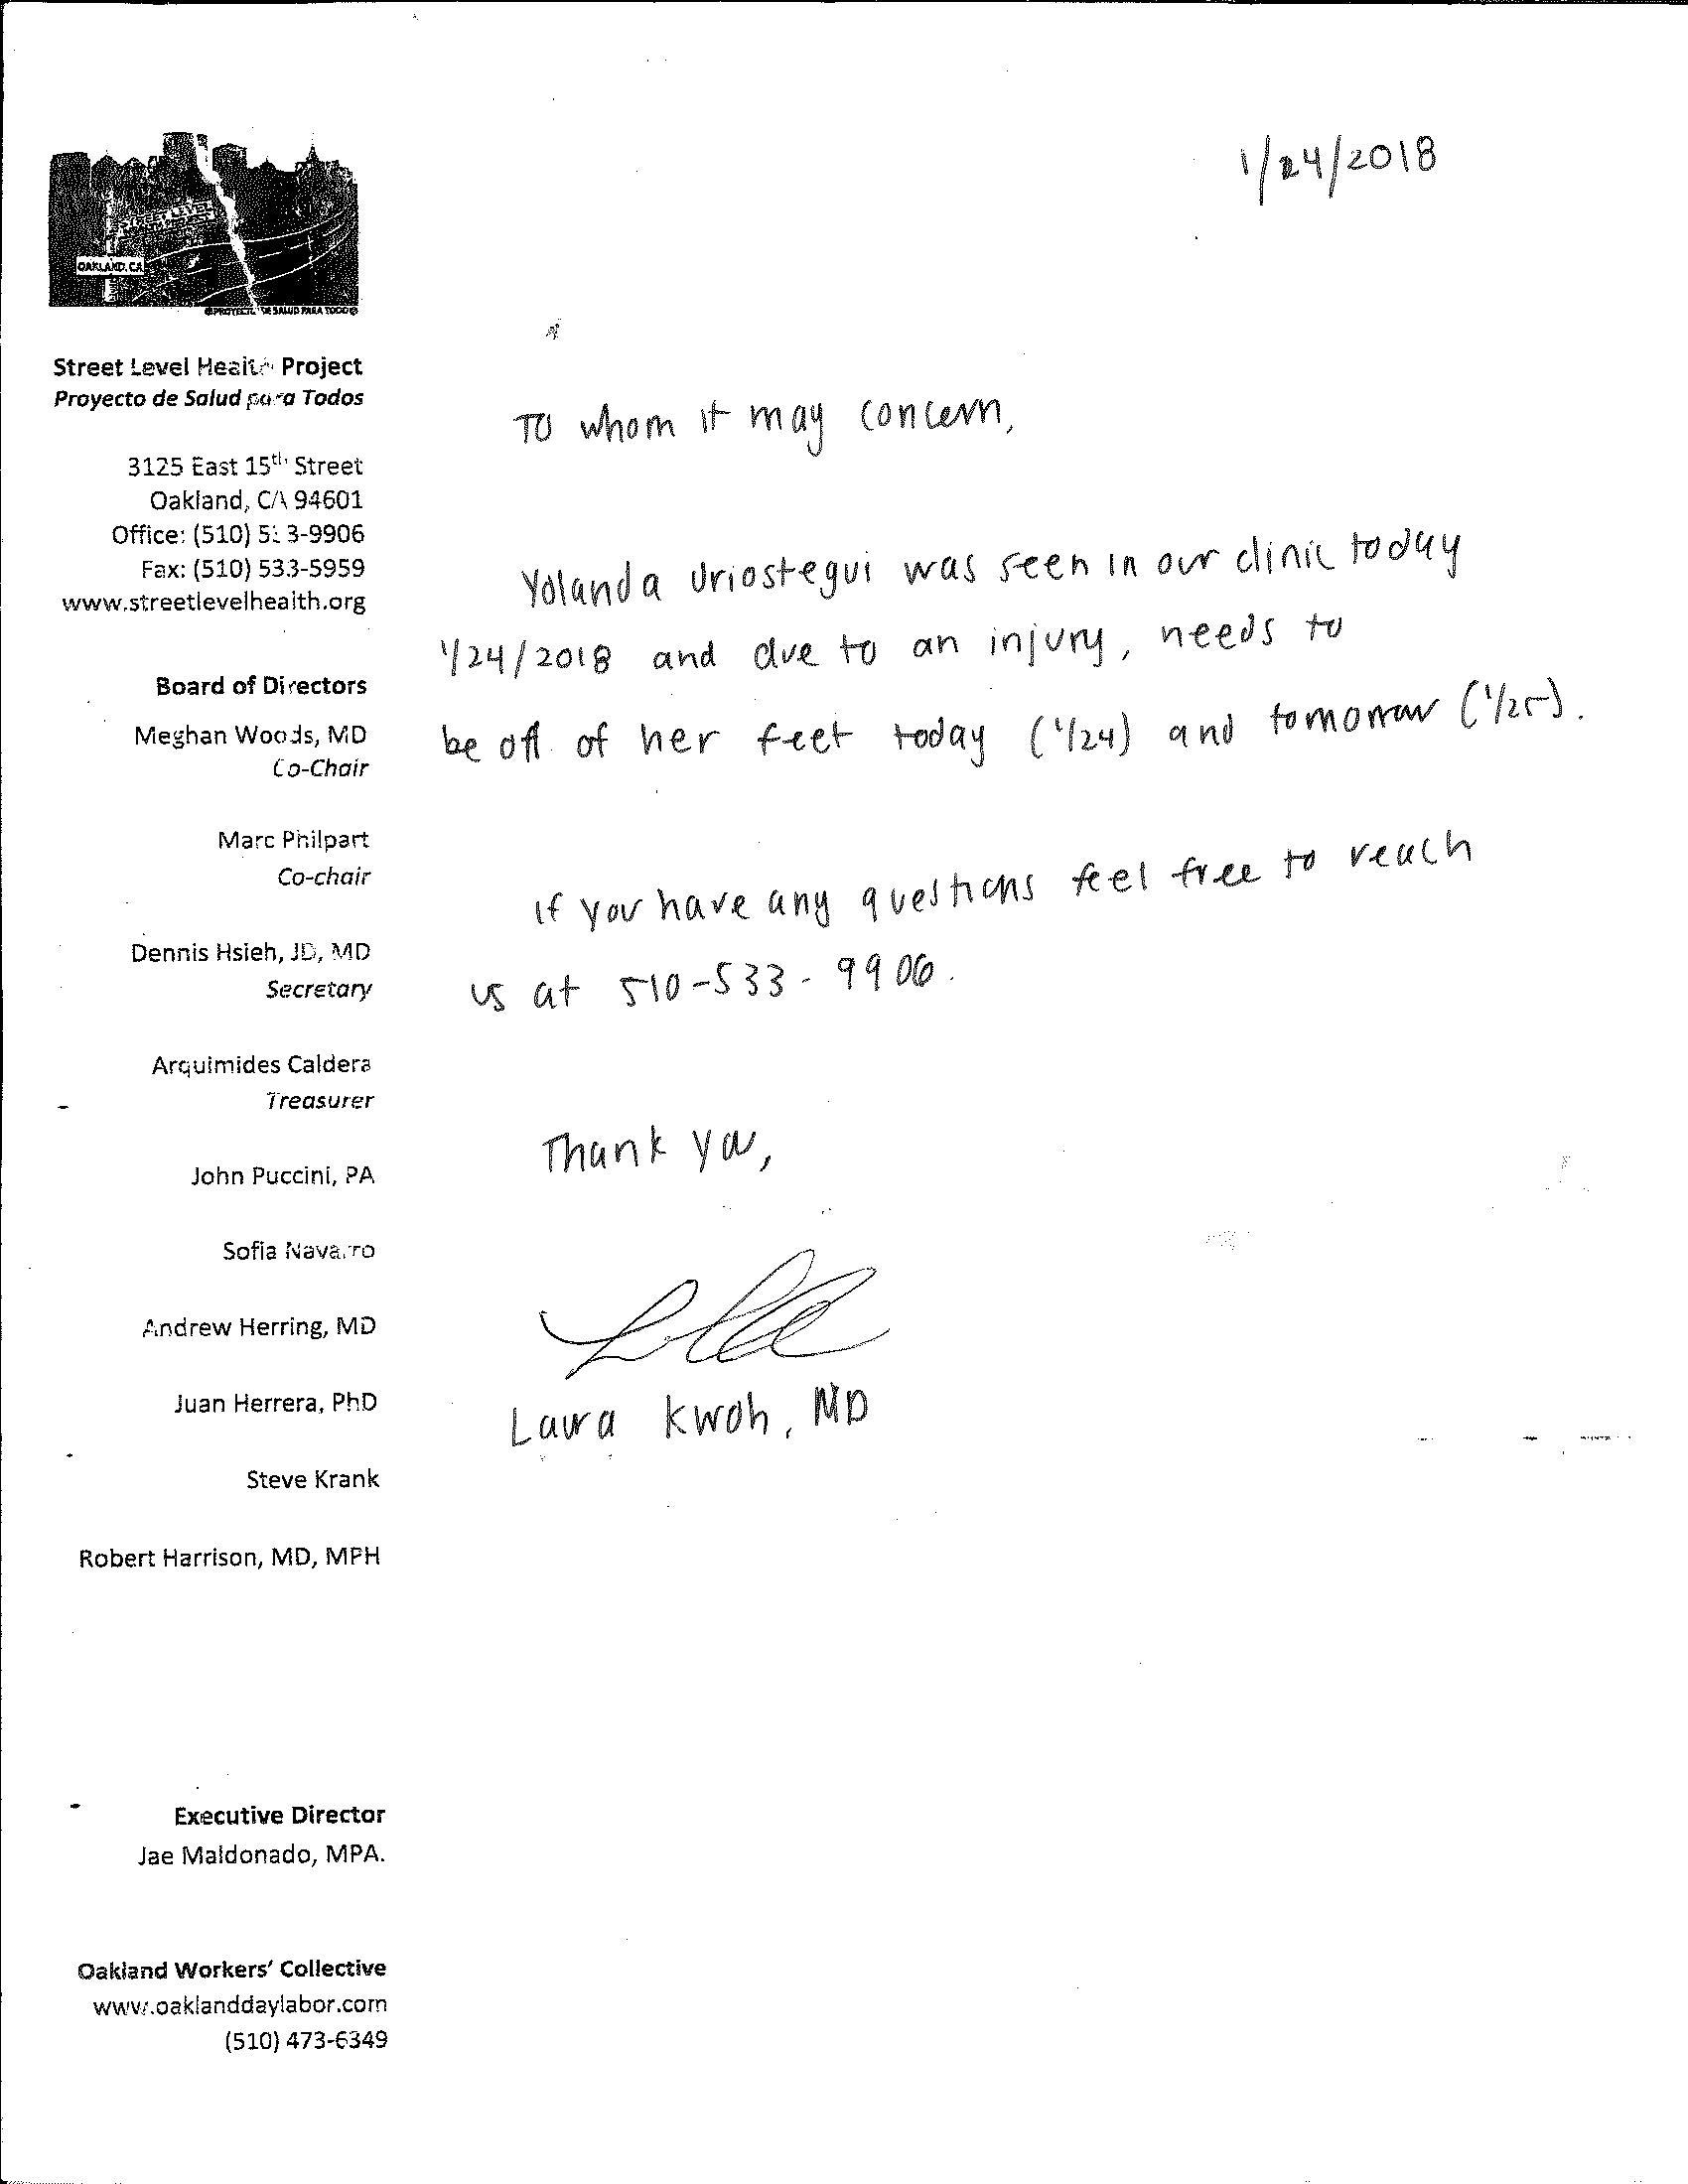 1/24/2018
STREET LEVEL
HEALTH PROJECT
OAKLAND, CA
PROYECTO DE SALUD PARA TODOS
Street Level Health Project
Proyecto de Salud para Todos
3125 East 15th Street
Oakland, CA 94601
Office: (510) 533-9906
Fax: (510) 533-5959
www.streetlevelhealth.org
Board of Directors
Meghan Woods, MD
Co-Chair
Marc Philpart
Co-chair
Dennis Hsieh, JD, MD
Secretary
Arquimides Caldera
Treasurer
John Puccini, PA
Sofia Navarro
Andrew Herring, MD
Juan Herrera, PhD
Steve Krank
Robert Harrison, MD, MPH
Executive Director
Jae Maldonado, MPA.
Oakland Workers' Collective
www.oaklanddaylabor.com
(510) 473-6349
To whom it may concern,
Yolanda Uriostegui was seen in our clinic today
1/24/2018 and due to an injury, needs to
be off of her feet today (1/24) and tomorrow (1/25).
If you have any questions feel free to reach
us at 510-533-9906.
Thank you,
Laura Kwoh, MD